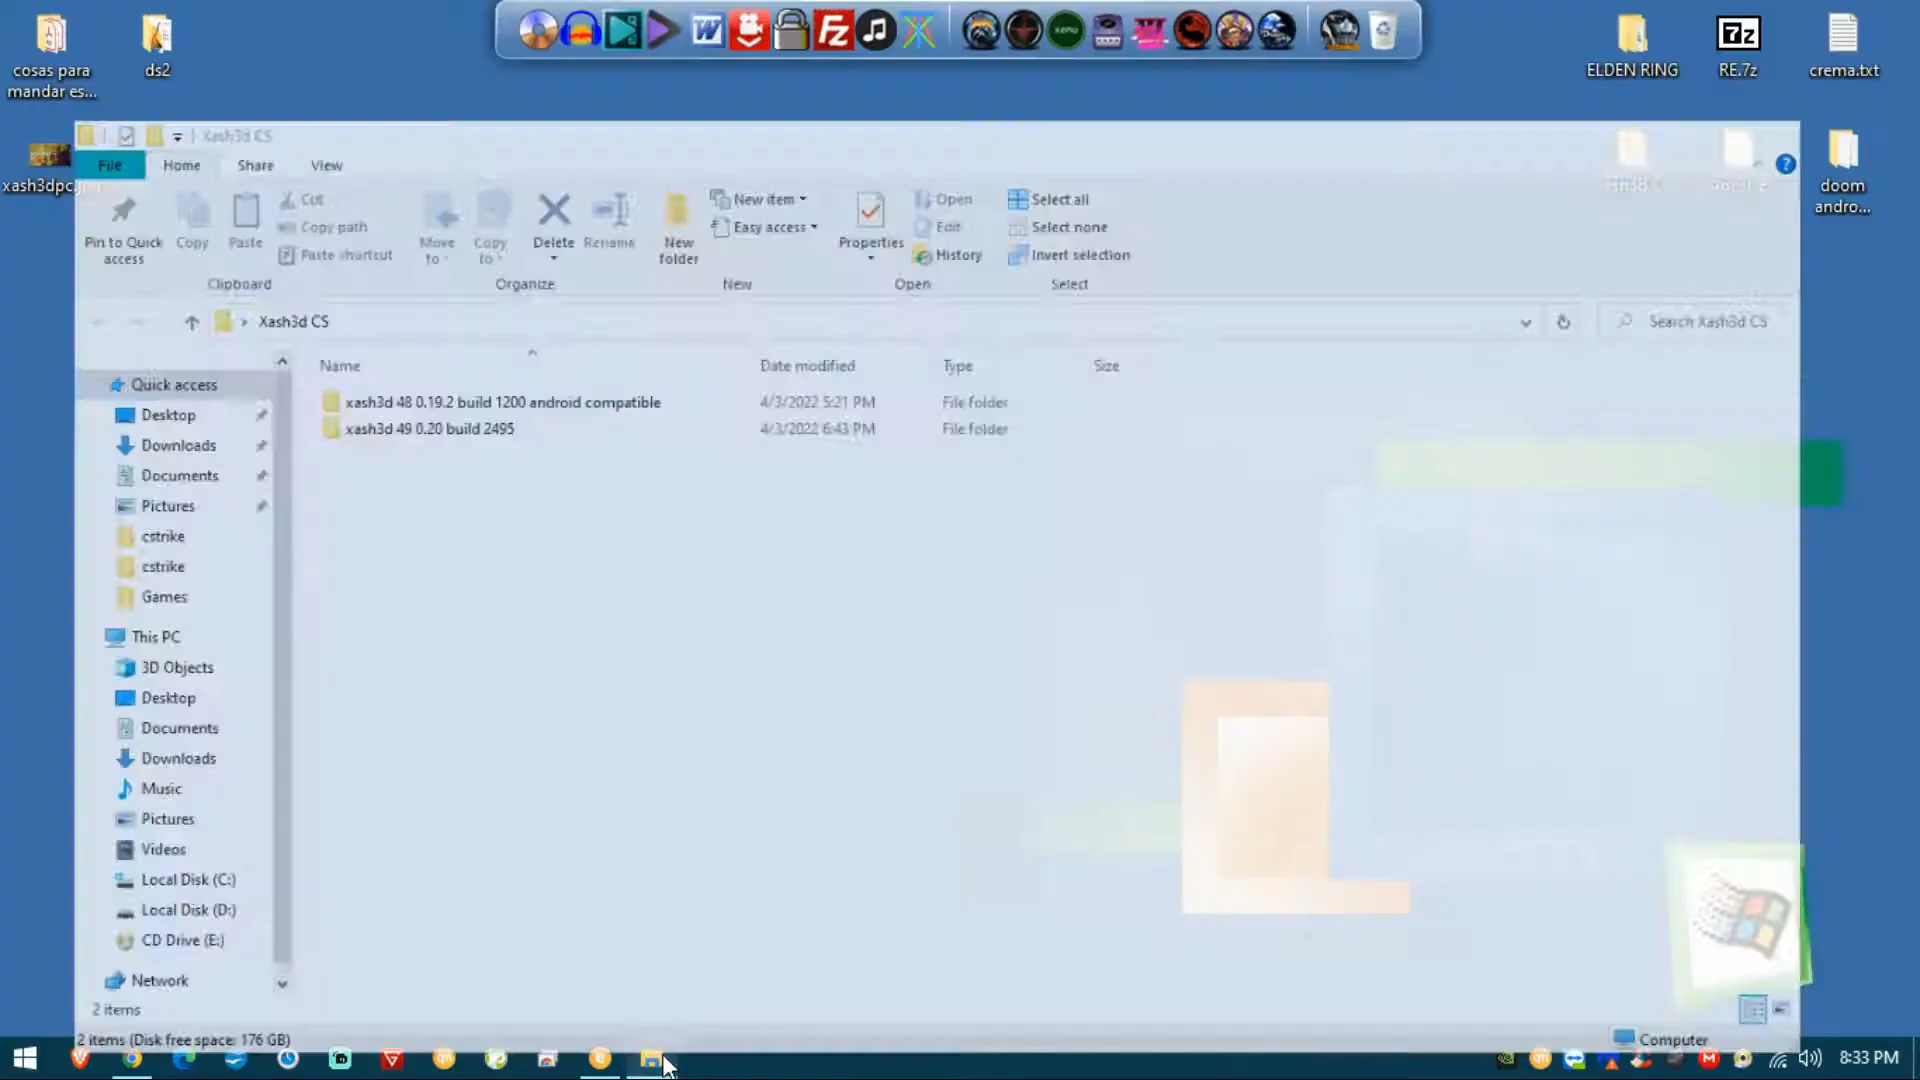 cosas para
mandar es...
ds2
W
FZ
xemu
ELDEN RING
7z
RE.7z
crema.txt
xash3dpc.
doom
andro...
Xash3d CS
File
Home
Share
View
?
Pin to Quick
access
Copy
Paste
Cut
Copy path
Paste shortcut
Clipboard
Move
to
Copy
to
Delete
Rename
Organize
New
folder
New item
Easy access
New
Properties
Open
Edit
History
Open
Select all
Select none
Invert selection
Select
Xash3d CS
Search Xash3d CS
Name
Date modified
Type
Size
xash3d 48 0.19.2 build 1200 android compatible
4/3/2022 5:21 PM
File folder
xash3d 49 0.20 build 2495
4/3/2022 6:43 PM
File folder
Quick access
Desktop
Downloads
Documents
Pictures
cstrike
cstrike
Games
This PC
3D Objects
Desktop
Documents
Downloads
Music
Pictures
Videos
Local Disk (C:)
Local Disk (D:)
CD Drive (E:)
Network
2 items
2 items (Disk free space: 176 GB)
Computer
8:33 PM